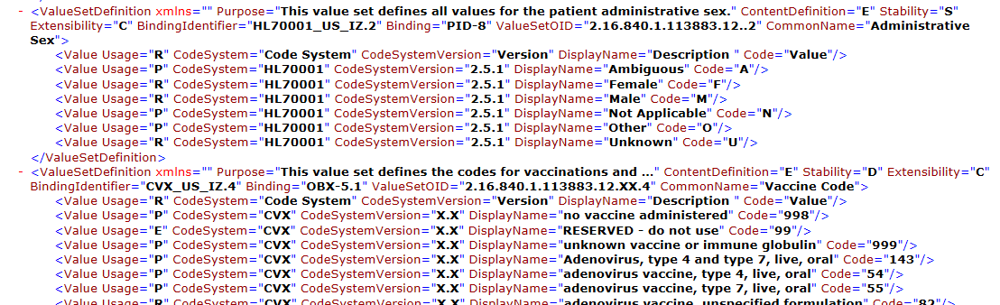 - <ValueSetDefinition xmlns="" Purpose="This value set defines all values for the patient administrative sex." ContentDefinition="E" Stability="S"
Extensibility="C" BindingIdentifier="HL70001_US_IZ.2" Binding="PID-8" ValueSetOID="2.16.840.1.113883.12..2" CommonName="Administrative
Sex">
<Value Usage="R" CodeSystem="Code System" CodeSystemVersion="Version" DisplayName="Description " Code="Value"/>
<Value Usage="P" CodeSystem="HL70001" CodeSystemVersion="2.5.1" DisplayName="Ambiguous" Code="A"/>
<Value Usage="R" CodeSystem="HL70001" CodeSystemVersion="2.5.1" DisplayName="Female" Code="F"/>
<Value Usage="R" CodeSystem="HL70001" CodeSystemVersion="2.5.1" DisplayName="Male" Code="M"/>
<Value Usage="P" CodeSystem="HL70001" CodeSystemVersion="2.5.1" DisplayName="Not Applicable" Code="N"/>
<Value Usage="P" CodeSystem="HL70001" CodeSystemVersion="2.5.1" DisplayName="Other" Code="O"/>
<Value Usage="R" CodeSystem="HL70001" CodeSystemVersion="2.5.1" DisplayName="Unknown" Code="U"/>
</ValueSetDefinition>
- <ValueSetDefinition xmlns="" Purpose="This value set defines the codes for vaccinations and ..." ContentDefinition="E" Stability="D" Extensibility="C"
BindingIdentifier="CVX_US_IZ.4" Binding="OBX-5.1" ValueSetOID="2.16.840.1.113883.12.XX.4" CommonName="Vaccine Code">
<Value Usage="R" CodeSystem="Code System" CodeSystemVersion="Version" DisplayName="Description " Code="Value"/>
<Value Usage="P" CodeSystem="CVX" CodeSystemVersion="X.X" DisplayName="no vaccine administered" Code="998"/>
<Value Usage="E" CodeSystem="CVX" CodeSystemVersion="X.X" DisplayName="RESERVED - do not use" Code="99"/>
<Value Usage="P" CodeSystem="CVX" CodeSystemVersion="X.X" DisplayName="unknown vaccine or immune globulin" Code="999"/>
<Value Usage="P" CodeSystem="CVX" CodeSystemVersion="X.X" DisplayName="Adenovirus, type 4 and type 7, live, oral" Code="143"/>
<Value Usage="P" CodeSystem="CVX" CodeSystemVersion="X.X" DisplayName="adenovirus vaccine, type 4, live, oral" Code="54"/>
<Value Usage="P" CodeSystem="CVX" CodeSystemVersion="X.X" DisplayName="adenovirus vaccine, type 7, live, oral" Code="55"/>
<Value Usage="R" CodeSystem="CVX" CodeSystemVersion="X.X" DisplayName="adenovirus vaccine, unspecified formulation" Code="82"/>